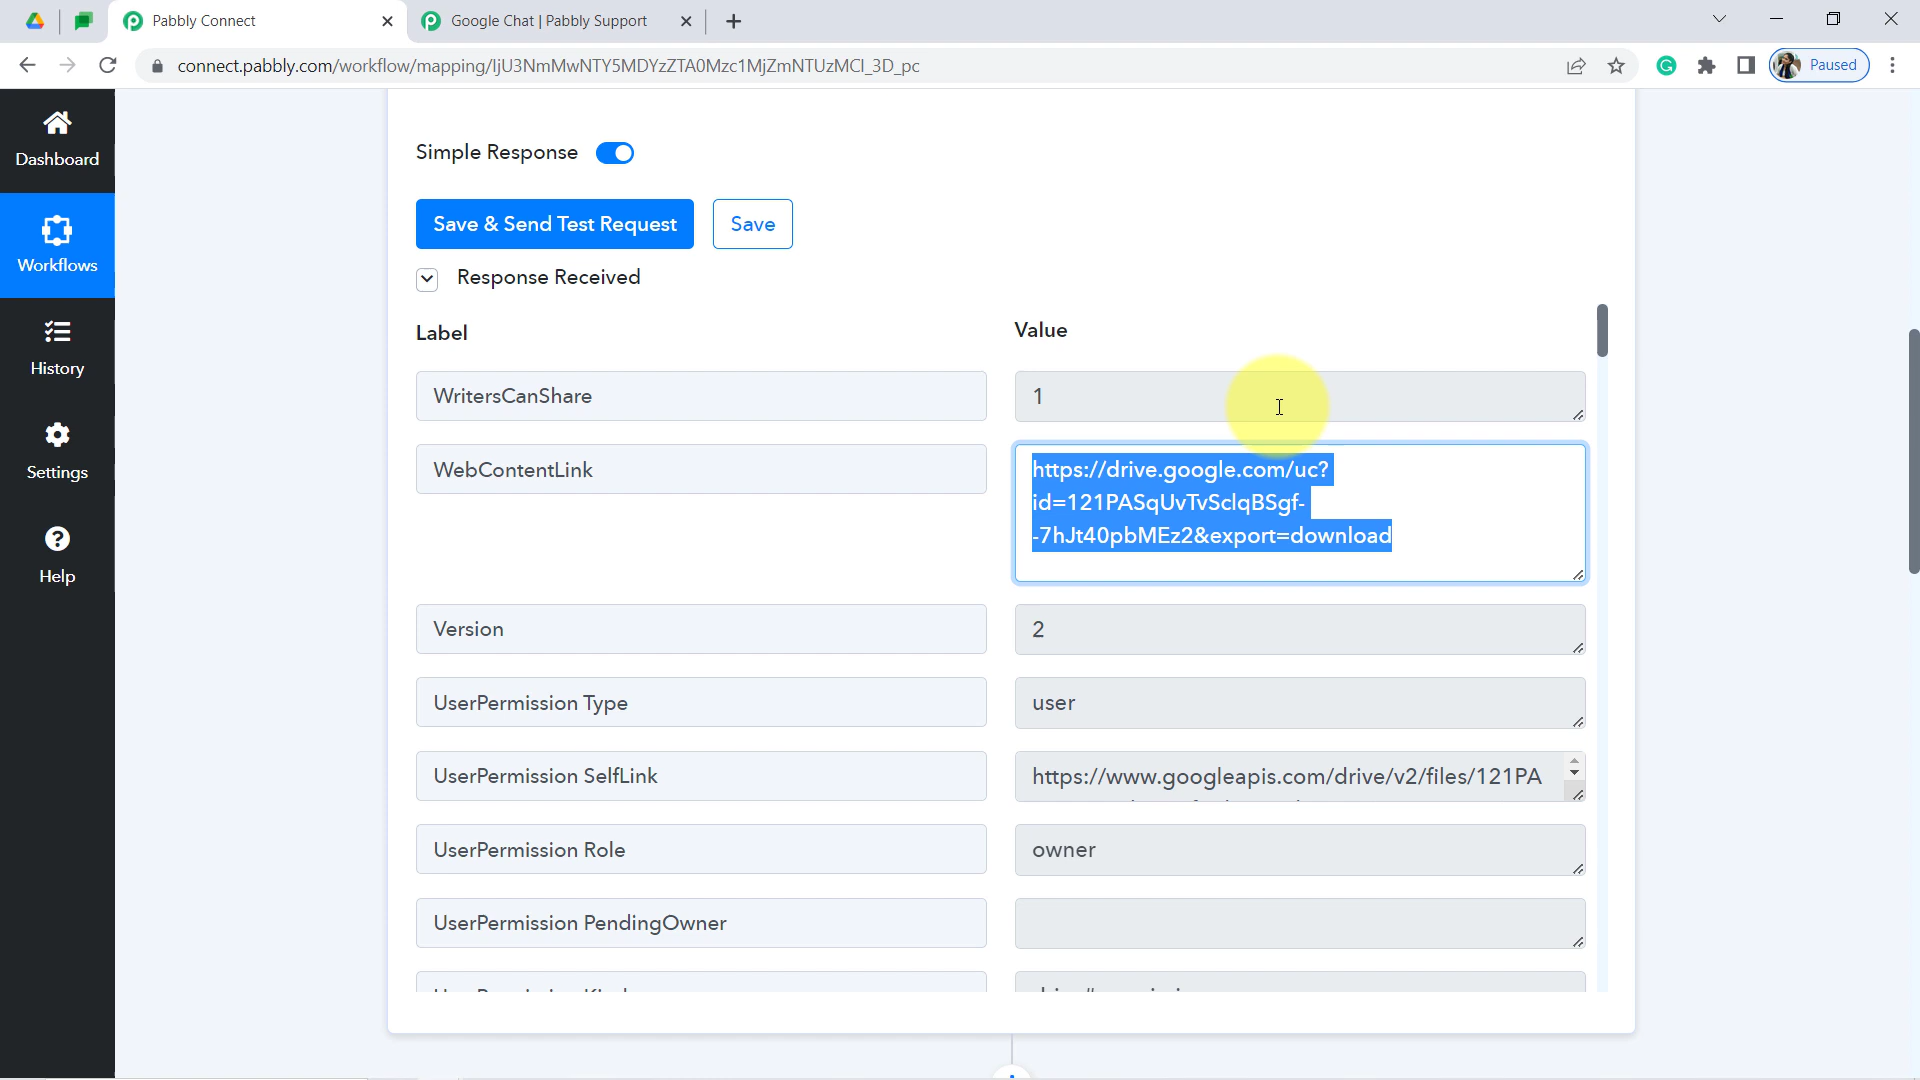 Pabbly Connect
Google Chat | Pabbly Support
connect.pabbly.com/workflow/mapping/IjU3NmMwNTY5MDYzZTA0Mzc1MjZmNTUzMCI_3D_pc
Paused
Dashboard
Workflows
History
Settings
Help
Simple Response
Save & Send Test Request
Save
Response Received
Label
Value
WritersCanShare
1
WebContentLink
https://drive.google.com/uc?
id=121PASqUvTvSclqBSgf-
-7hJt40pbMEz2&export=download
Version
2
UserPermission Type
user
UserPermission SelfLink
https://www.googleapis.com/drive/v2/files/121PA
UserPermission Role
owner
UserPermission PendingOwner